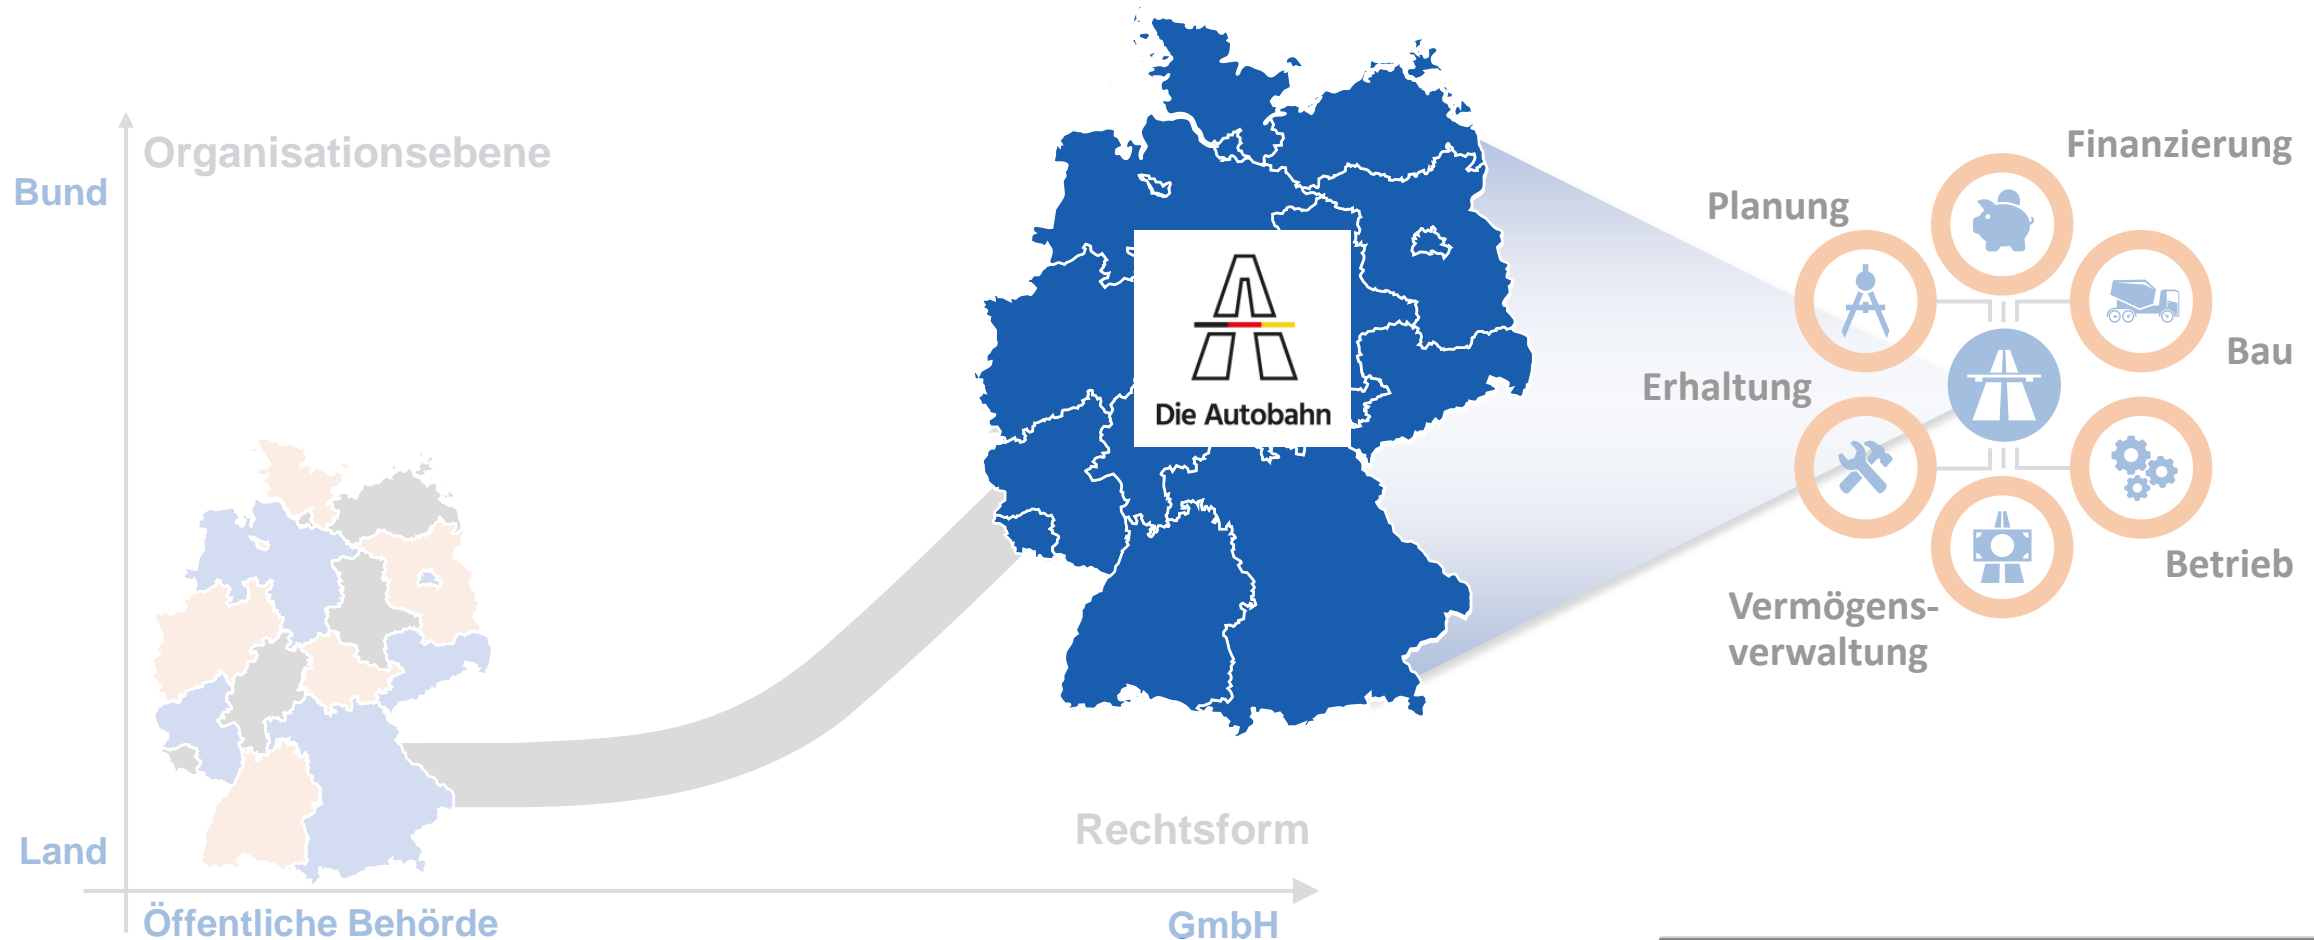 Organisationsebene
Bund
Land
Öffentliche Behörde
GmbH
Rechtsform
Die Autobahn
Finanzierung
Planung
Bau
Erhaltung
Betrieb
Vermögens-
verwaltung